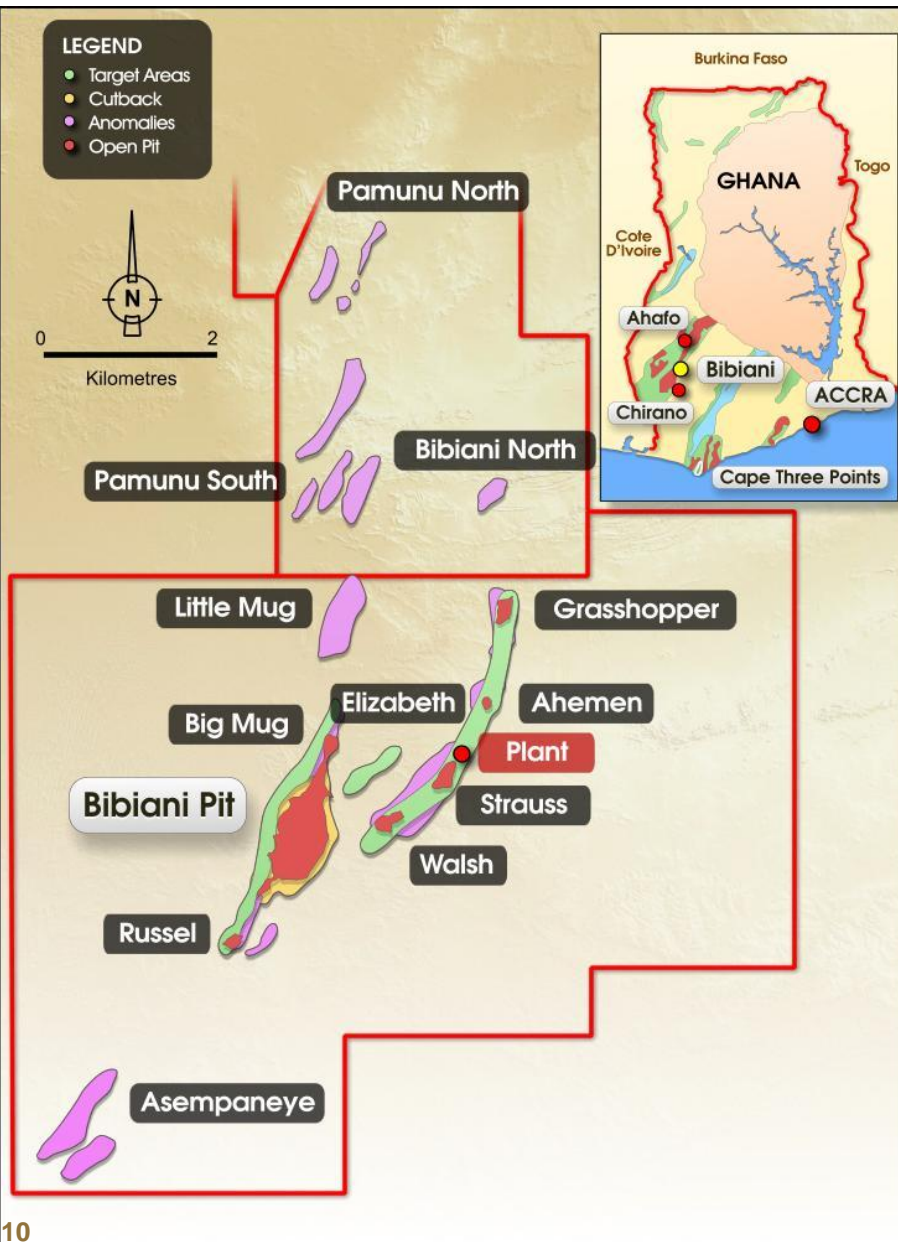 LEGEND
Target Areas
Cutback
Anomalies
Open Pit
Burkina Faso
GHANA
Togo
Cote
D'Ivoire
Ahafo
Bibiani
Chirano
ACCRA
Cape Three Points
Pamunu North
N
0 2
Kilometres
Bibiani North
Pamunu South
Little Mug
Grasshopper
Elizabeth
Ahemen
Big Mug
Plant
Bibiani Pit
Strauss
Walsh
Russel
Asempaneye
10